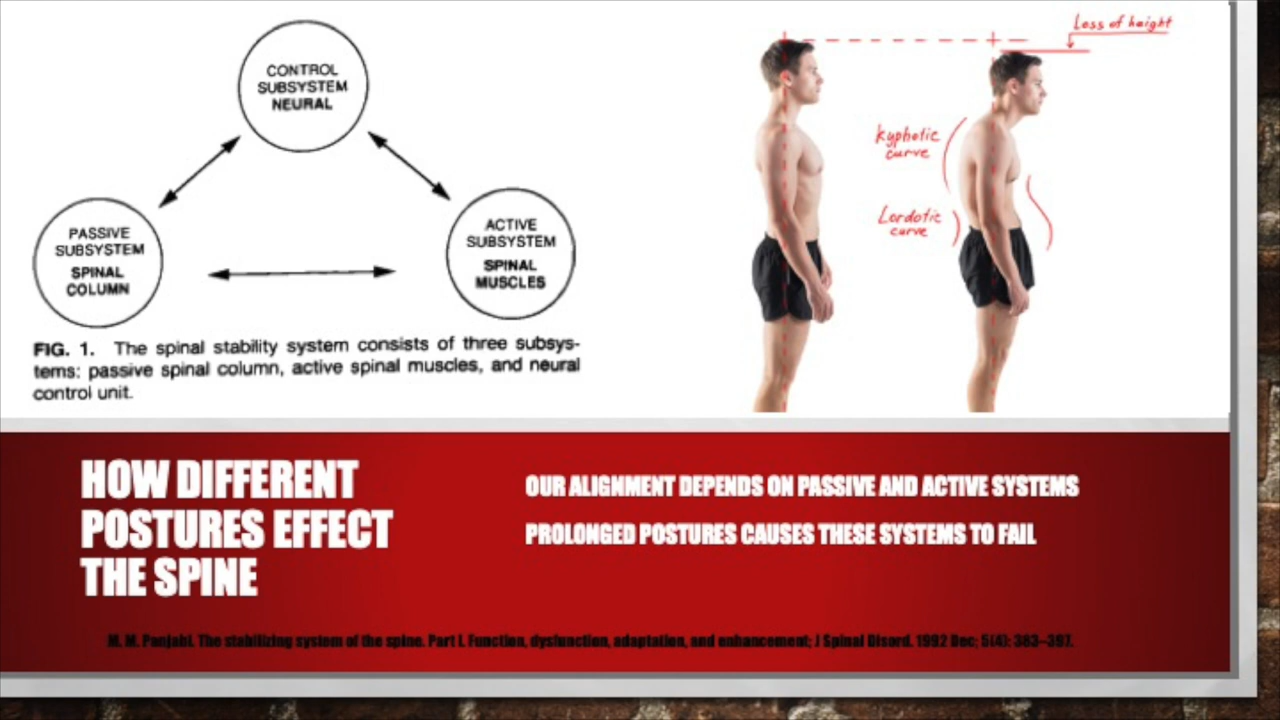 CONTROL
SUBSYSTEM
NEURAL
PASSIVE
SUBSYSTEM
SPINAL
COLUMN
ACTIVE
SUBSYSTEM
SPINAL
MUSCLES
FIG. 1. The spinal stability system consists of three subsys-
tems: passive spinal column, active spinal muscles, and neural
control unit.
Loss of height
kyphotic
curve
Lordotic
curve
HOW DIFFERENT
POSTURES EFFECT
THE SPINE
OUR ALIGNMENT DEPENDS ON PASSIVE AND ACTIVE SYSTEMS
PROLONGED POSTURES CAUSES THESE SYSTEMS TO FAIL
M. M. Panjabi. The stabilizing system of the spine. Part I. Function, dysfunction, adaptation, and enhancement; J Spinal Disord. 1992 Dec; 5(4): 383–397.